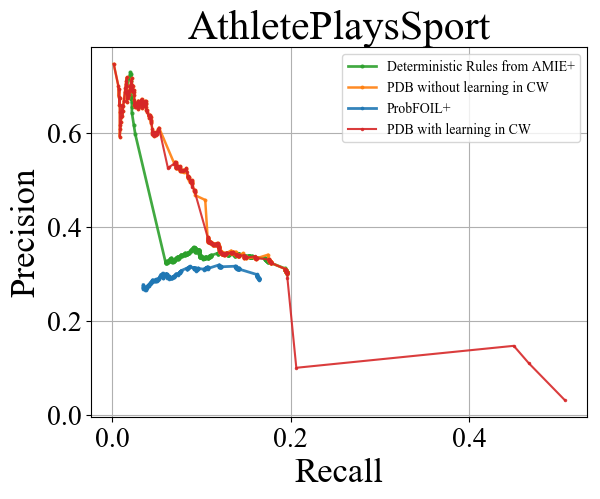 AthletePlaysSport
Deterministic Rules from AMIE+
PDB without learning in CW
ProbFOIL+
PDB with learning in CW
Precision
0.6
0.4
0.2
0.0
0.0 0.2 0.4
Recall